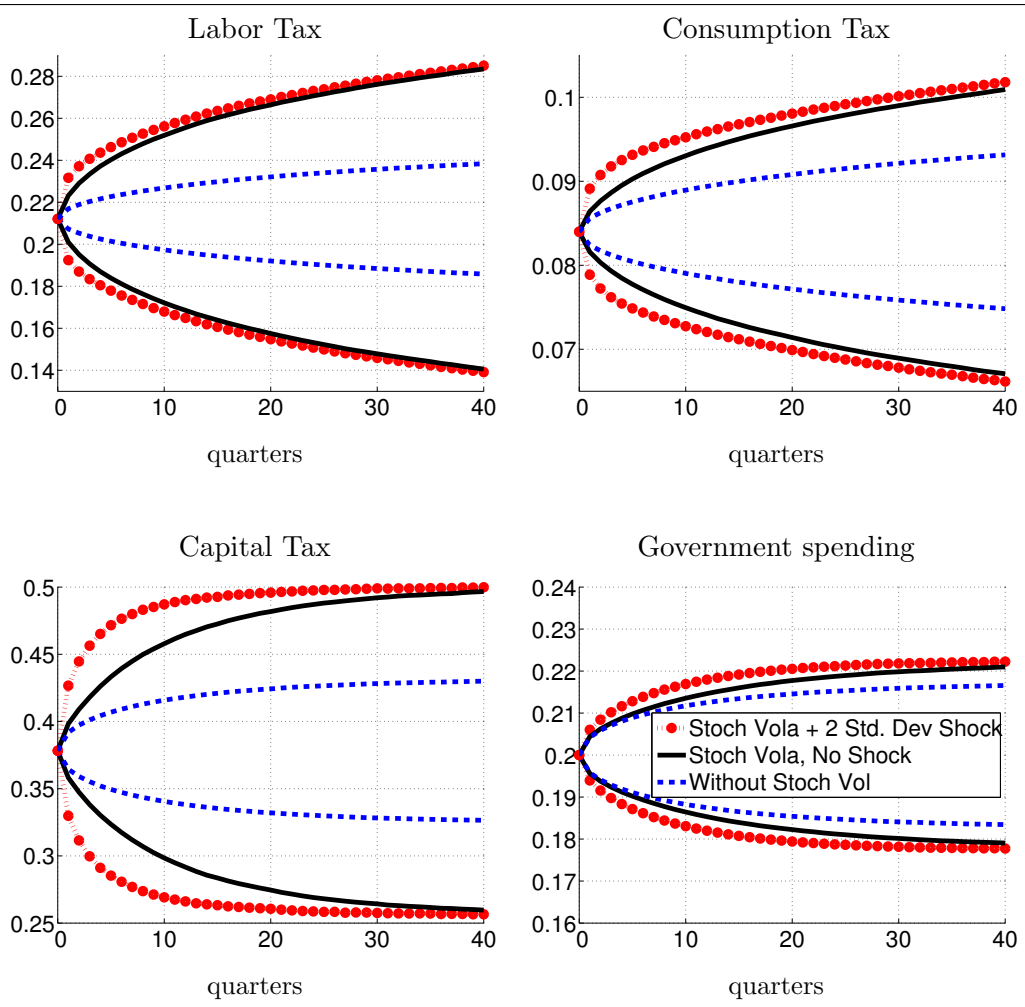 Labor Tax
0.28
0.26
0.24
0.22
0.2
0.18
0.16
0.14
0 10 20 30 40
quarters
Consumption Tax
0.1
0.09
0.08
0.07
0 10 20 30 40
quarters
Capital Tax
0.5
0.45
0.4
0.35
0.3
0.25
0 10 20 30 40
quarters
Government spending
0.24
0.23
0.22
0.21
0.2
0.19
0.18
0.17
0.16
Stoch Vola + 2 Std. Dev Shock
Stoch Vola, No Shock
Without Stoch Vol
0 10 20 30 40
quarters